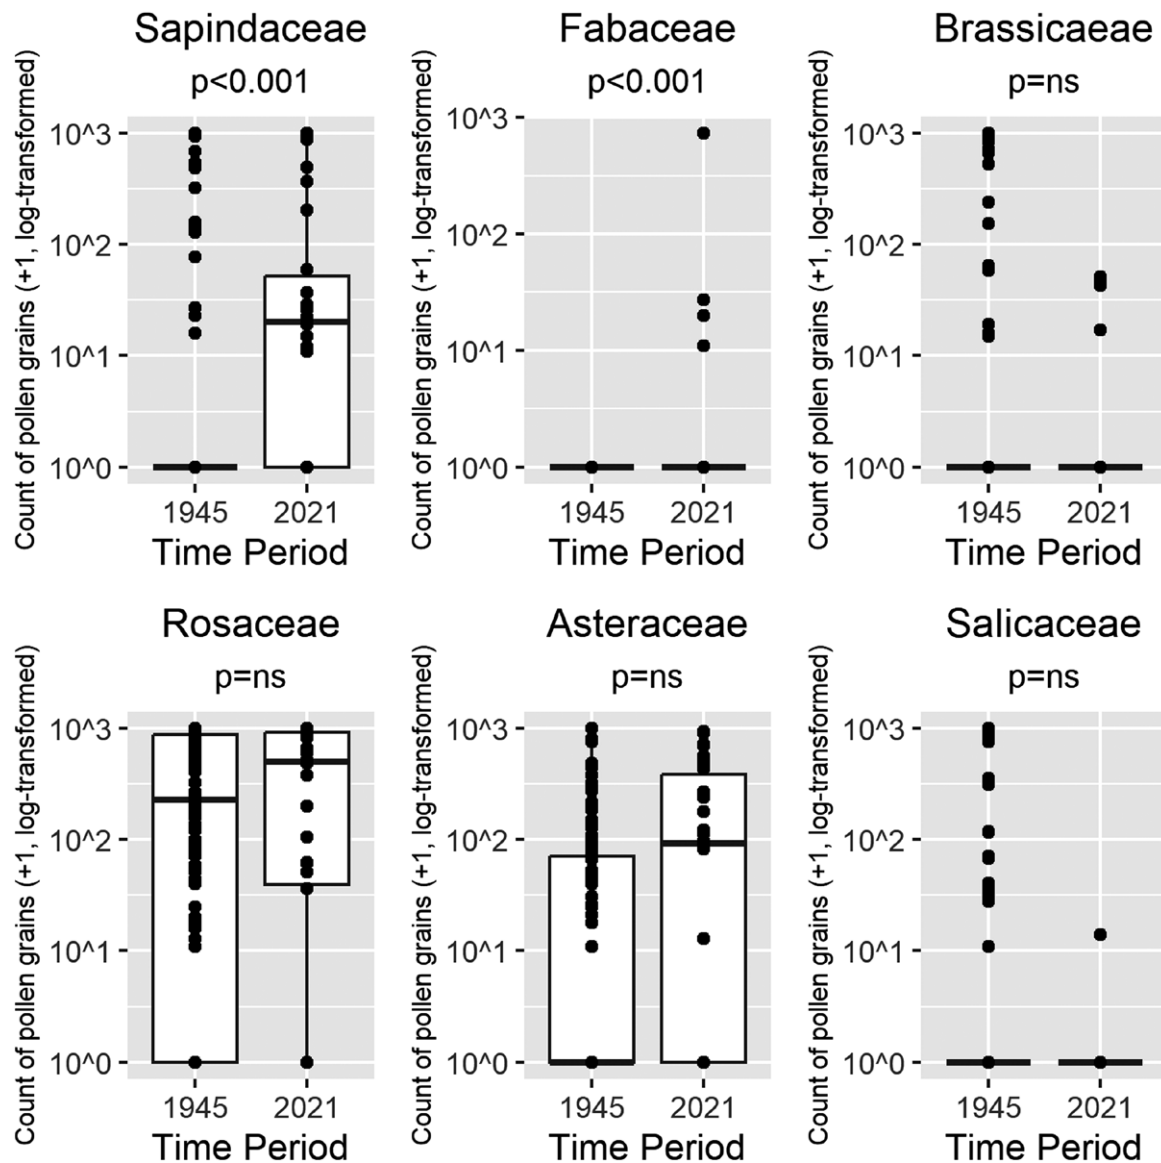 Sapindaceae
p<0.001
Count of pollen grains (+1, log-transformed)
10^3
10^2
10^1
10^0
1945 2021
Time Period
Fabaceae
p<0.001
Count of pollen grains (+1, log-transformed)
10^3
10^2
10^1
10^0
1945 2021
Time Period
Brassicaeae
p=ns
Count of pollen grains (+1, log-transformed)
10^3
10^2
10^1
10^0
1945 2021
Time Period
Rosaceae
p=ns
Count of pollen grains (+1, log-transformed)
10^3
10^2
10^1
10^0
1945 2021
Time Period
Asteraceae
p=ns
Count of pollen grains (+1, log-transformed)
10^3
10^2
10^1
10^0
1945 2021
Time Period
Salicaceae
p=ns
Count of pollen grains (+1, log-transformed)
10^3
10^2
10^1
10^0
1945 2021
Time Period